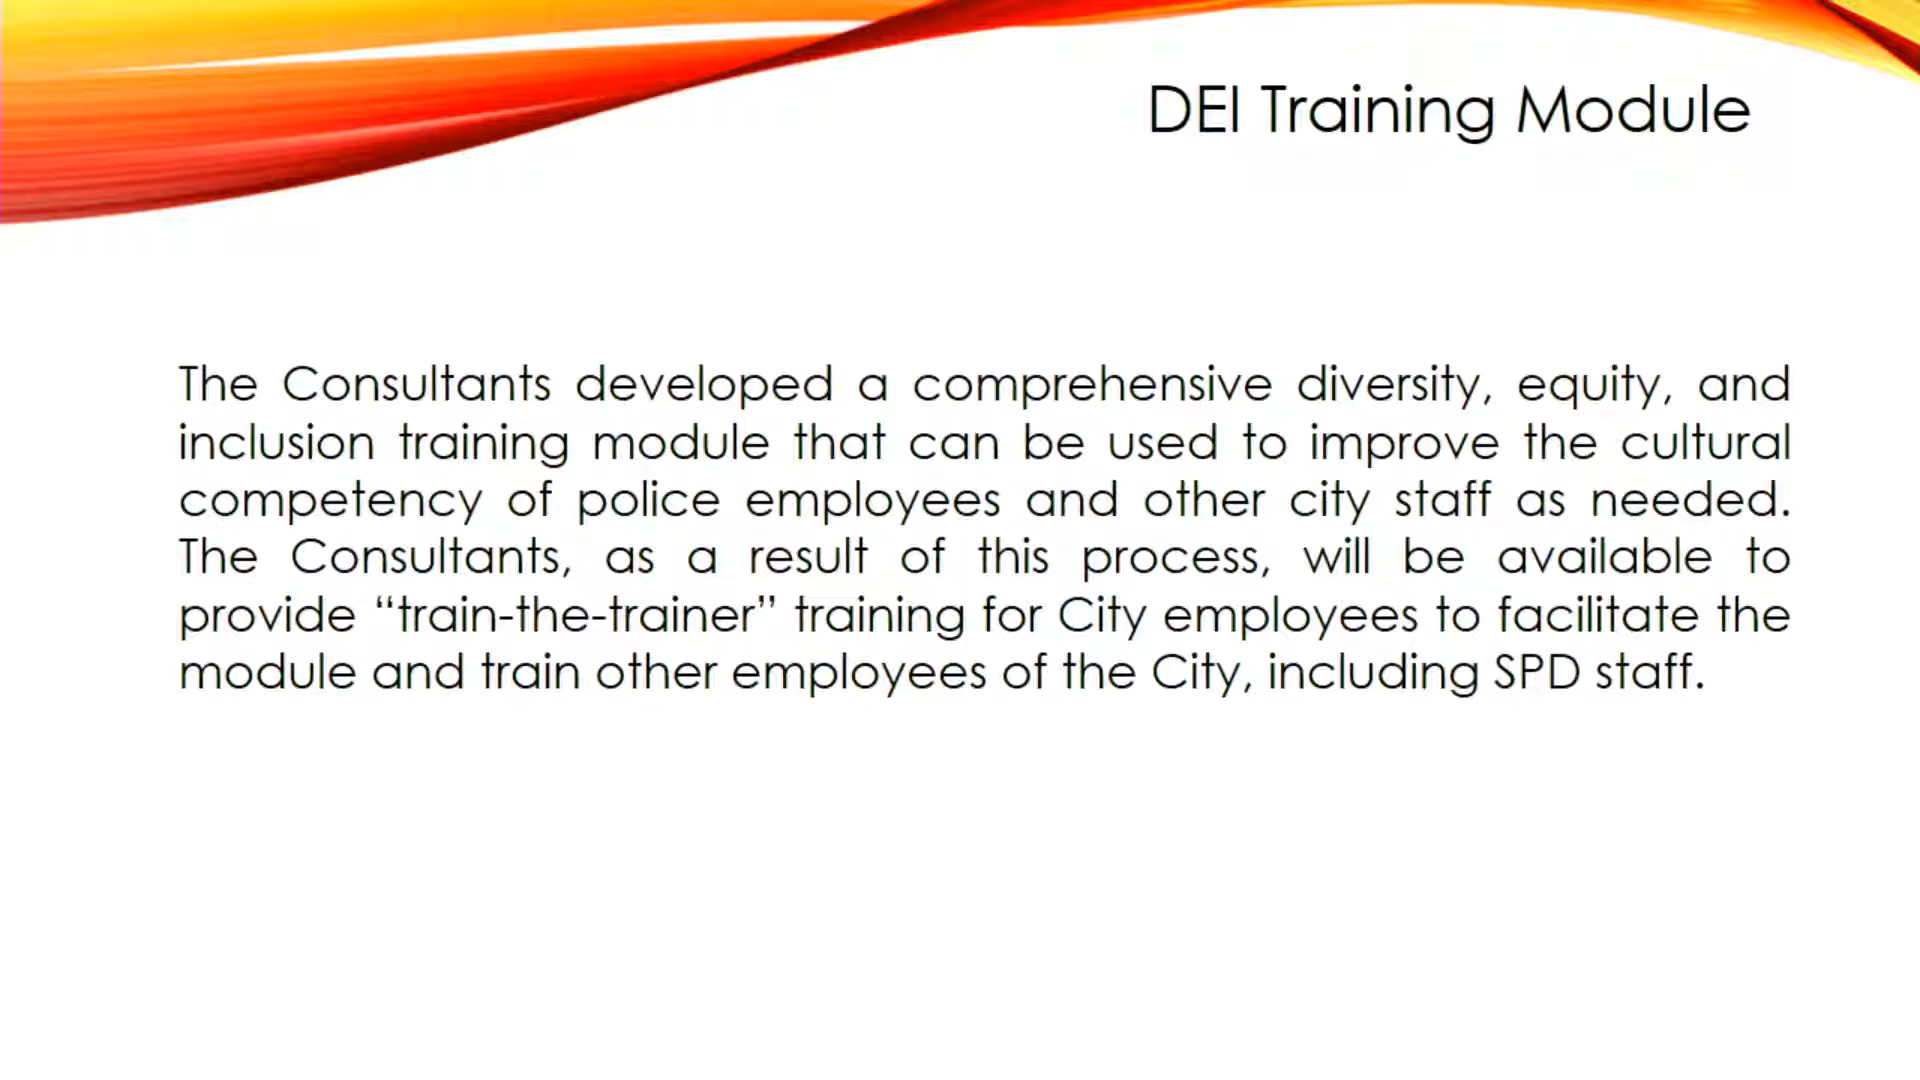 DEI Training Module
The Consultants developed a comprehensive diversity, equity, and
inclusion training module that can be used to improve the cultural
competency of police employees and other city staff as needed.
The Consultants, as a result of this process, will be available to
provide “train-the-trainer” training for City employees to facilitate the
module and train other employees of the City, including SPD staff.